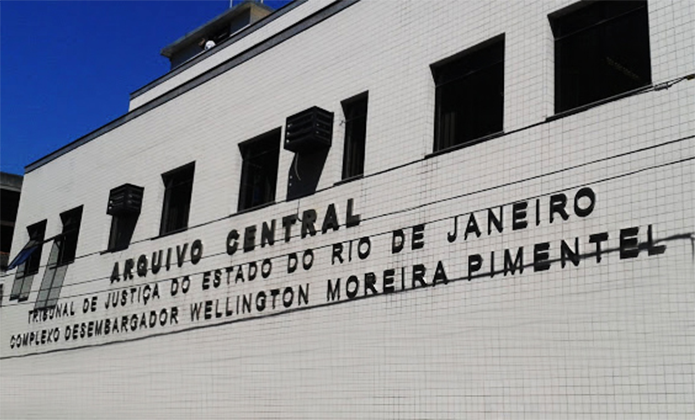 ARQUIVO CENTRAL
TRIBUNAL DE JUSTIÇA DO ESTADO DO RIO DE JANEIRO
COMPLEXO DESEMBARGADOR WELLINGTON MOREIRA PIMENTEL